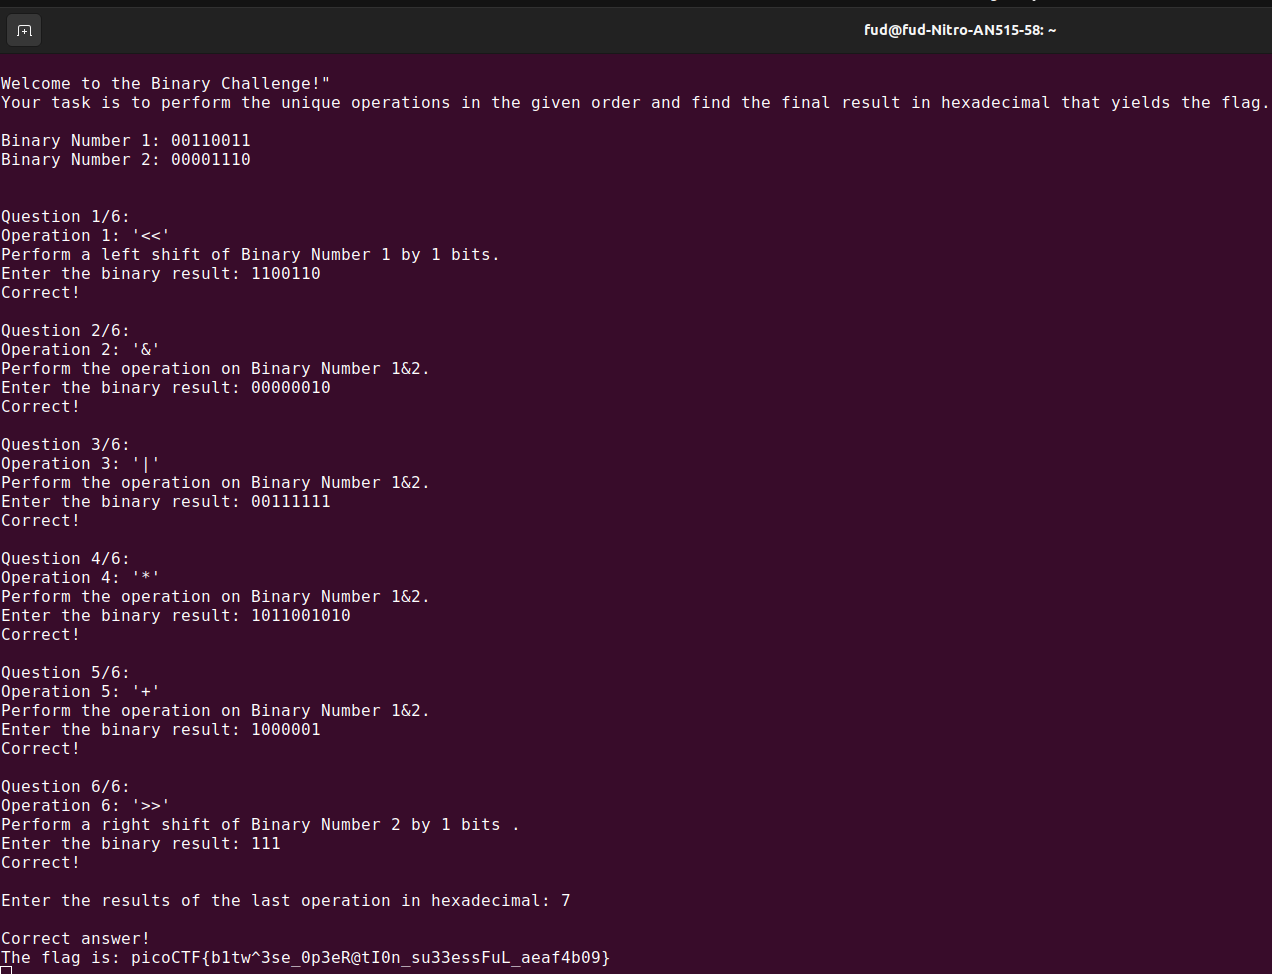 fud@fud-Nitro-AN515-58: ~
Welcome to the Binary Challenge!"
Your task is to perform the unique operations in the given order and find the final result in hexadecimal that yields the flag.
Binary Number 1: 00110011
Binary Number 2: 00001110
Question 1/6:
Operation 1: '<<'
Perform a left shift of Binary Number 1 by 1 bits.
Enter the binary result: 1100110
Correct!
Question 2/6:
Operation 2: '&'
Perform the operation on Binary Number 1&2.
Enter the binary result: 00000010
Correct!
Question 3/6:
Operation 3: '|'
Perform the operation on Binary Number 1&2.
Enter the binary result: 00111111
Correct!
Question 4/6:
Operation 4: '*'
Perform the operation on Binary Number 1&2.
Enter the binary result: 1011001010
Correct!
Question 5/6:
Operation 5: '+'
Perform the operation on Binary Number 1&2.
Enter the binary result: 1000001
Correct!
Question 6/6:
Operation 6: '>>'
Perform a right shift of Binary Number 2 by 1 bits .
Enter the binary result: 111
Correct!
Enter the results of the last operation in hexadecimal: 7
Correct answer!
The flag is: picoCTF{b1tw^3se_0p3eR@tI0n_su33essFuL_aeaf4b09}